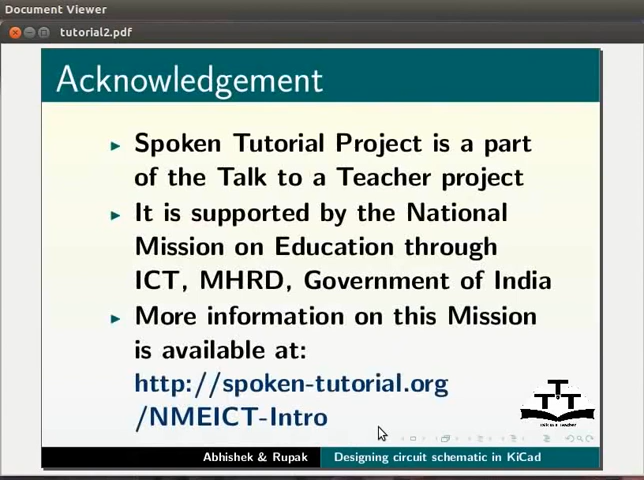 Document Viewer
tutorial2.pdf
Acknowledgement
Spoken Tutorial Project is a part
of the Talk to a Teacher project
It is supported by the National
Mission on Education through
ICT, MHRD, Government of India
More information on this Mission
is available at:
http://spoken-tutorial.org
/NMEICT-Intro
Abhishek & Rupak
Designing circuit schematic in KiCad